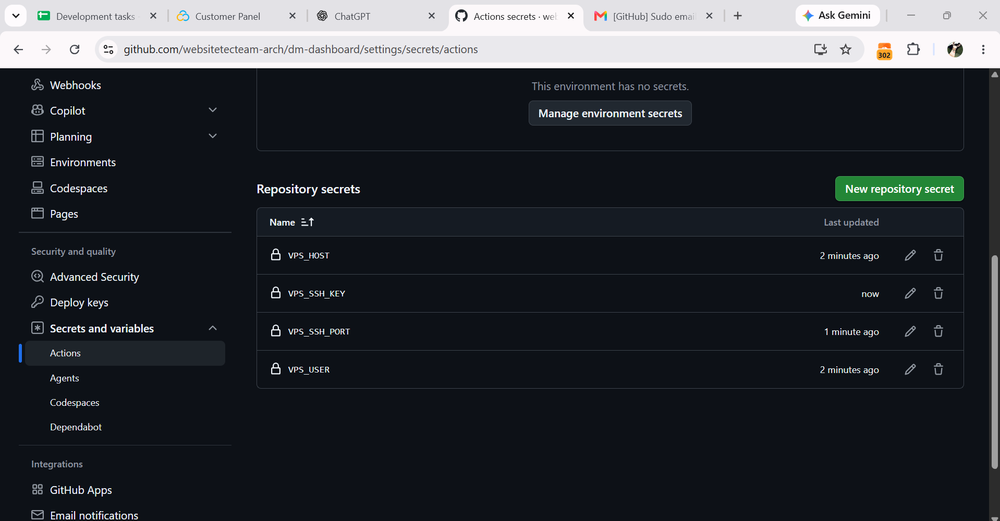 Development tasks
Customer Panel
ChatGPT
Actions secrets · we
[GitHub] Sudo emai
Ask Gemini
github.com/websitetecteam-arch/dm-dashboard/settings/secrets/actions
302
Webhooks
Copilot
Planning
Environments
Codespaces
Pages
Security and quality
Advanced Security
Deploy keys
Secrets and variables
Actions
Agents
Codespaces
Dependabot
Integrations
GitHub Apps
Email notifications
This environment has no secrets.
Manage environment secrets
Repository secrets
New repository secret
Name
Last updated
VPS_HOST
2 minutes ago
VPS_SSH_KEY
now
VPS_SSH_PORT
1 minute ago
VPS_USER
2 minutes ago